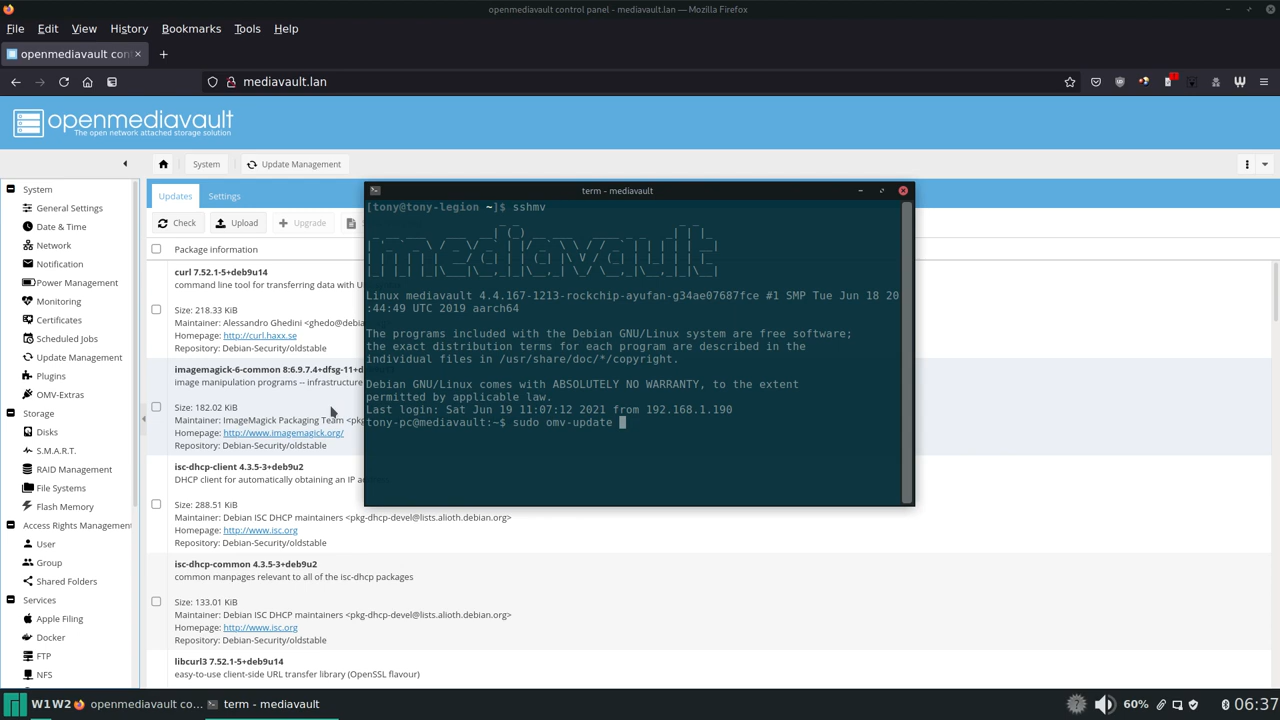 openmediavault control panel - mediavault.lan — Mozilla Firefox
File Edit View History Bookmarks Tools Help
openmediavault con
mediavault.lan
openmediavault
The open network attached storage solution
System
Update Management
System
General Settings
Date & Time
Network
Notification
Power Management
Monitoring
Certificates
Scheduled Jobs
Update Management
Plugins
OMV-Extras
Storage
Disks
S.M.A.R.T.
RAID Management
File Systems
Flash Memory
Access Rights Management
User
Group
Shared Folders
Services
Apple Filing
Docker
FTP
NFS
Updates Settings
Check Upload Upgrade
Package information
curl 7.52.1-5+deb9u14
command line tool for transferring data with U
Size: 218.33 KiB
Maintainer: Alessandro Ghedini <ghedo@debia
Homepage: http://curl.haxx.se
Repository: Debian-Security/oldstable
imagemagick-6-common 8:6.9.7.4+dfsg-11+d
image manipulation programs -- infrastructure
Size: 182.02 KiB
Maintainer: ImageMagick Packaging Team <pkg
Homepage: http://www.imagemagick.org/
Repository: Debian-Security/oldstable
isc-dhcp-client 4.3.5-3+deb9u2
DHCP client for automatically obtaining an IP a
Size: 288.51 KiB
Maintainer: Debian ISC DHCP maintainers <pkg-dhcp-devel@lists.alioth.debian.org>
Homepage: http://www.isc.org
Repository: Debian-Security/oldstable
isc-dhcp-common 4.3.5-3+deb9u2
common manpages relevant to all of the isc-dhcp packages
Size: 133.01 KiB
Maintainer: Debian ISC DHCP maintainers <pkg-dhcp-devel@lists.alioth.debian.org>
Homepage: http://www.isc.org
Repository: Debian-Security/oldstable
libcurl3 7.52.1-5+deb9u14
easy-to-use client-side URL transfer library (OpenSSL flavour)
term - mediavault
[tony@tony-legion ~]$ sshmv
mediavault
Linux mediavault 4.4.167-1213-rockchip-ayufan-g34ae07687fce #1 SMP Tue Jun 18 20
:44:49 UTC 2019 aarch64
The programs included with the Debian GNU/Linux system are free software;
the exact distribution terms for each program are described in the
individual files in /usr/share/doc/*/copyright.
Debian GNU/Linux comes with ABSOLUTELY NO WARRANTY, to the extent
permitted by applicable law.
Last login: Sat Jun 19 11:07:12 2021 from 192.168.1.190
tony-pc@mediavault:~$ sudo omv-update
W1 W2 openmediavault co... term - mediavault 60% 06:37